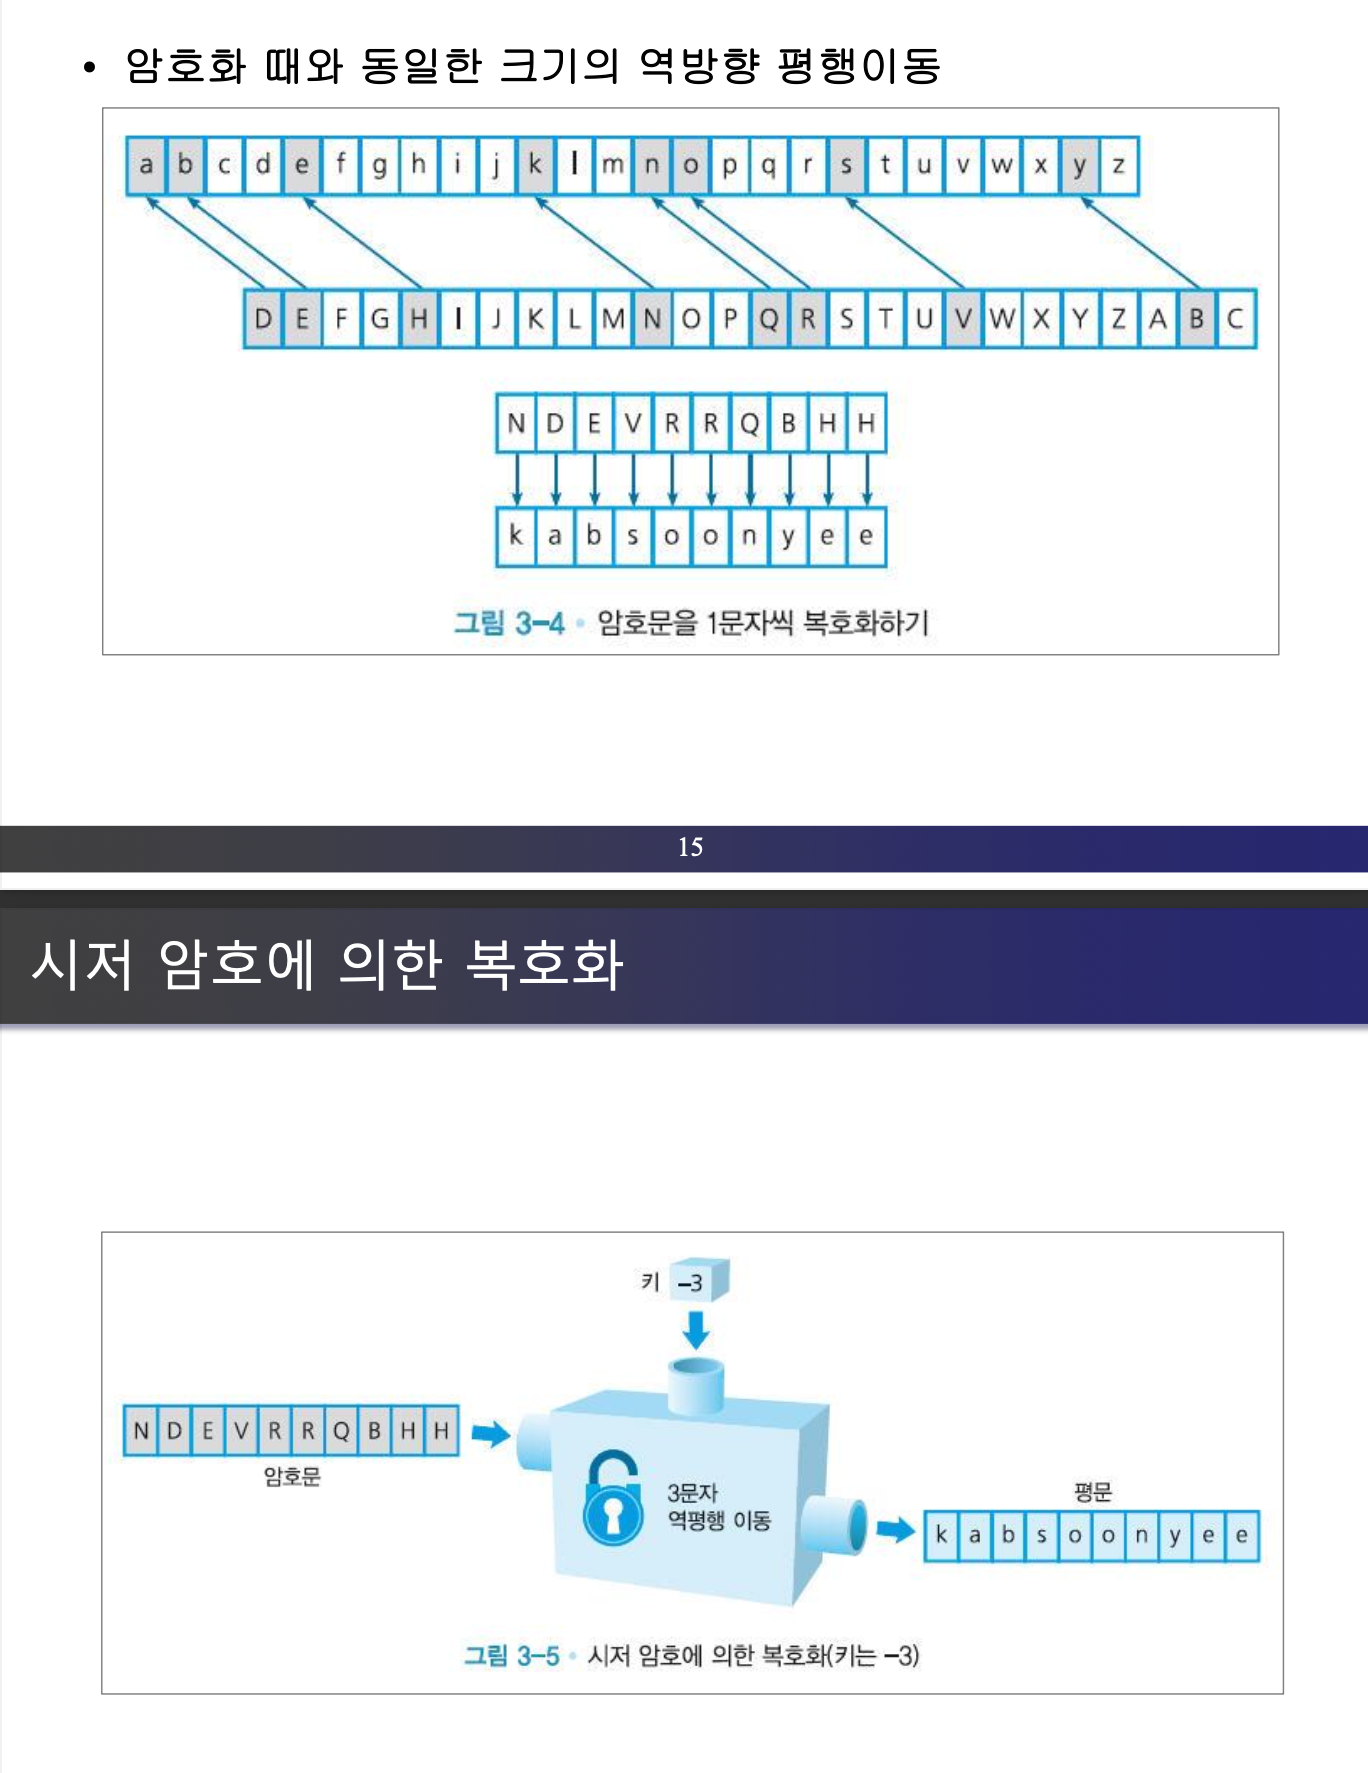 • 암호화 때와 동일한 크기의 역방향 평행이동
a b c d e f g h i j k l m n o p q r s t u v w x y z
D E F G H I J K L M N O P Q R S T U V W X Y Z A B C
N D E V R R Q B H H
k a b s o o n y e e
그림 3-4 • 암호문을 1문자씩 복호화하기
15
시저 암호에 의한 복호화
키 -3
N D E V R R Q B H H
암호문
3문자
역평행 이동
평문
k a b s o o n y e e
그림 3-5 • 시저 암호에 의한 복호화(키는 -3)